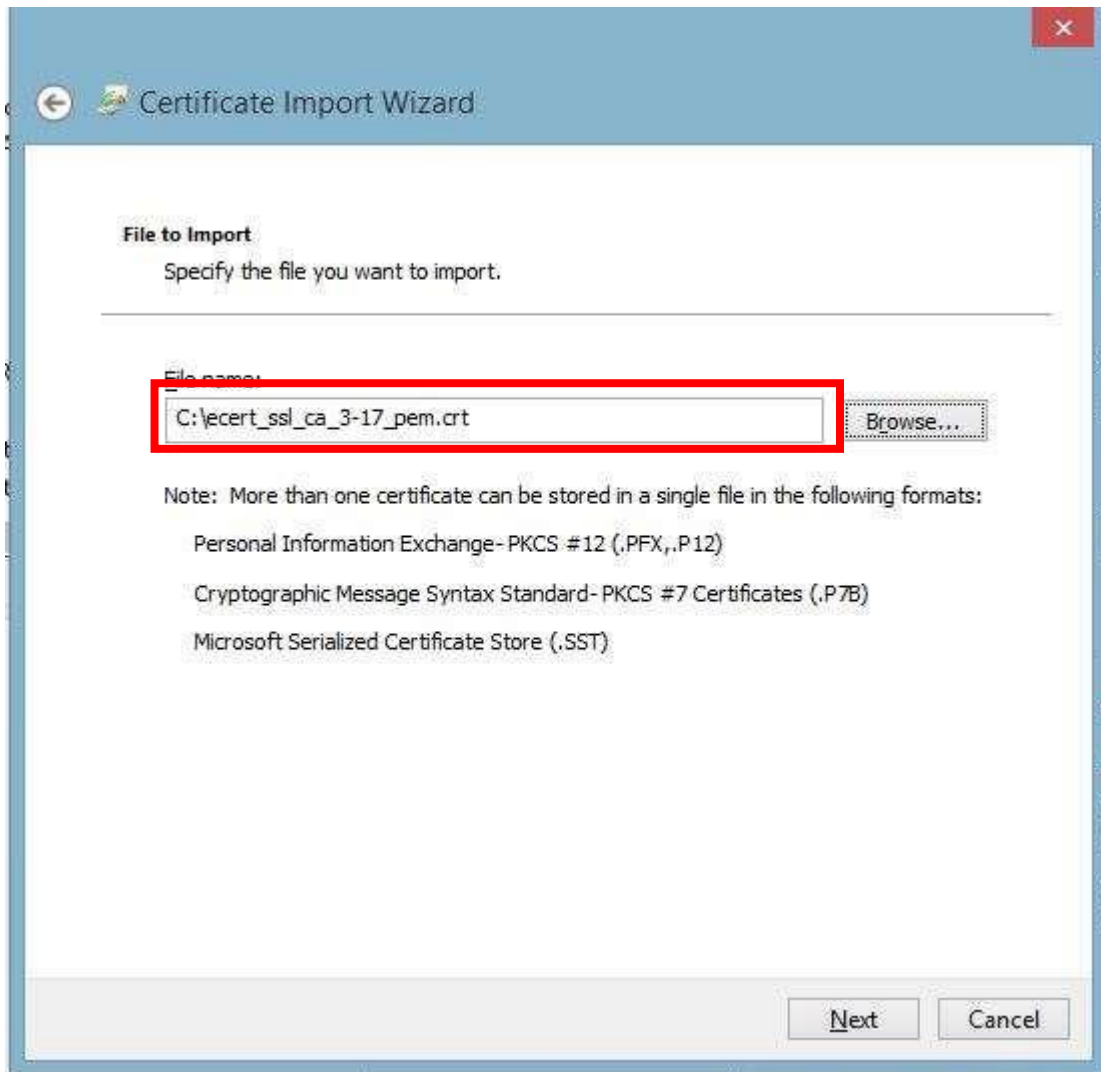 Certificate Import Wizard
File to Import
Specify the file you want to import.
File name:
C:\ecert_ssl_ca_3-17_pem.crt
Browse...
Note: More than one certificate can be stored in a single file in the following formats:
Personal Information Exchange- PKCS #12 (.PFX,.P12)
Cryptographic Message Syntax Standard- PKCS #7 Certificates (.P7B)
Microsoft Serialized Certificate Store (.SST)
Next
Cancel